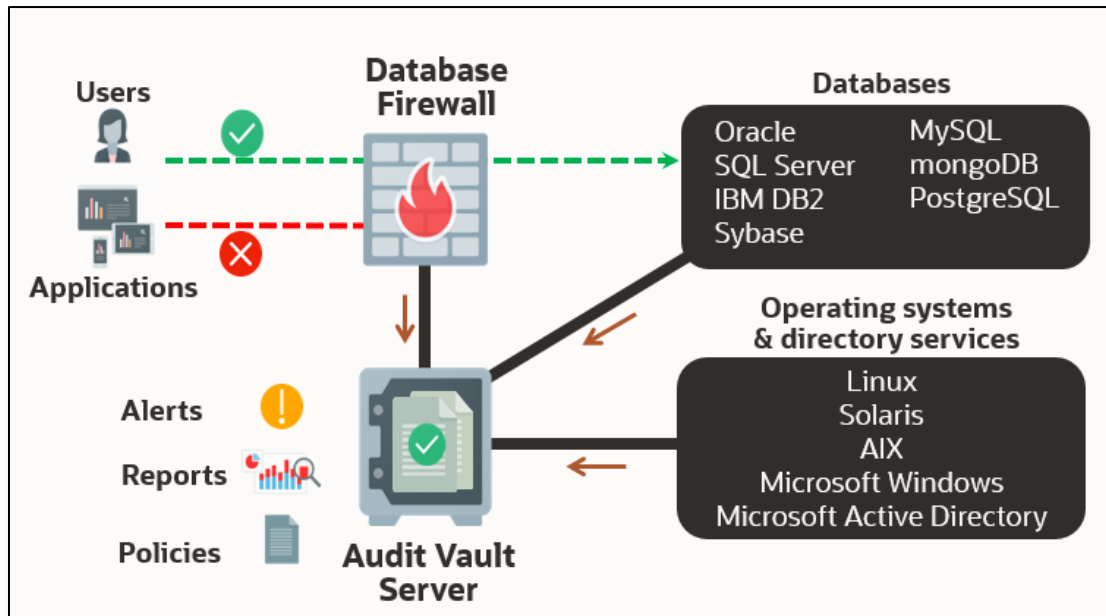 Users
Applications
Database
Firewall
Databases
Oracle
SQL Server
IBM DB2
Sybase
MySQL
mongoDB
PostgreSQL
Operating systems
& directory services
Linux
Solaris
AIX
Microsoft Windows
Microsoft Active Directory
Alerts
Reports
Policies
Audit Vault
Server